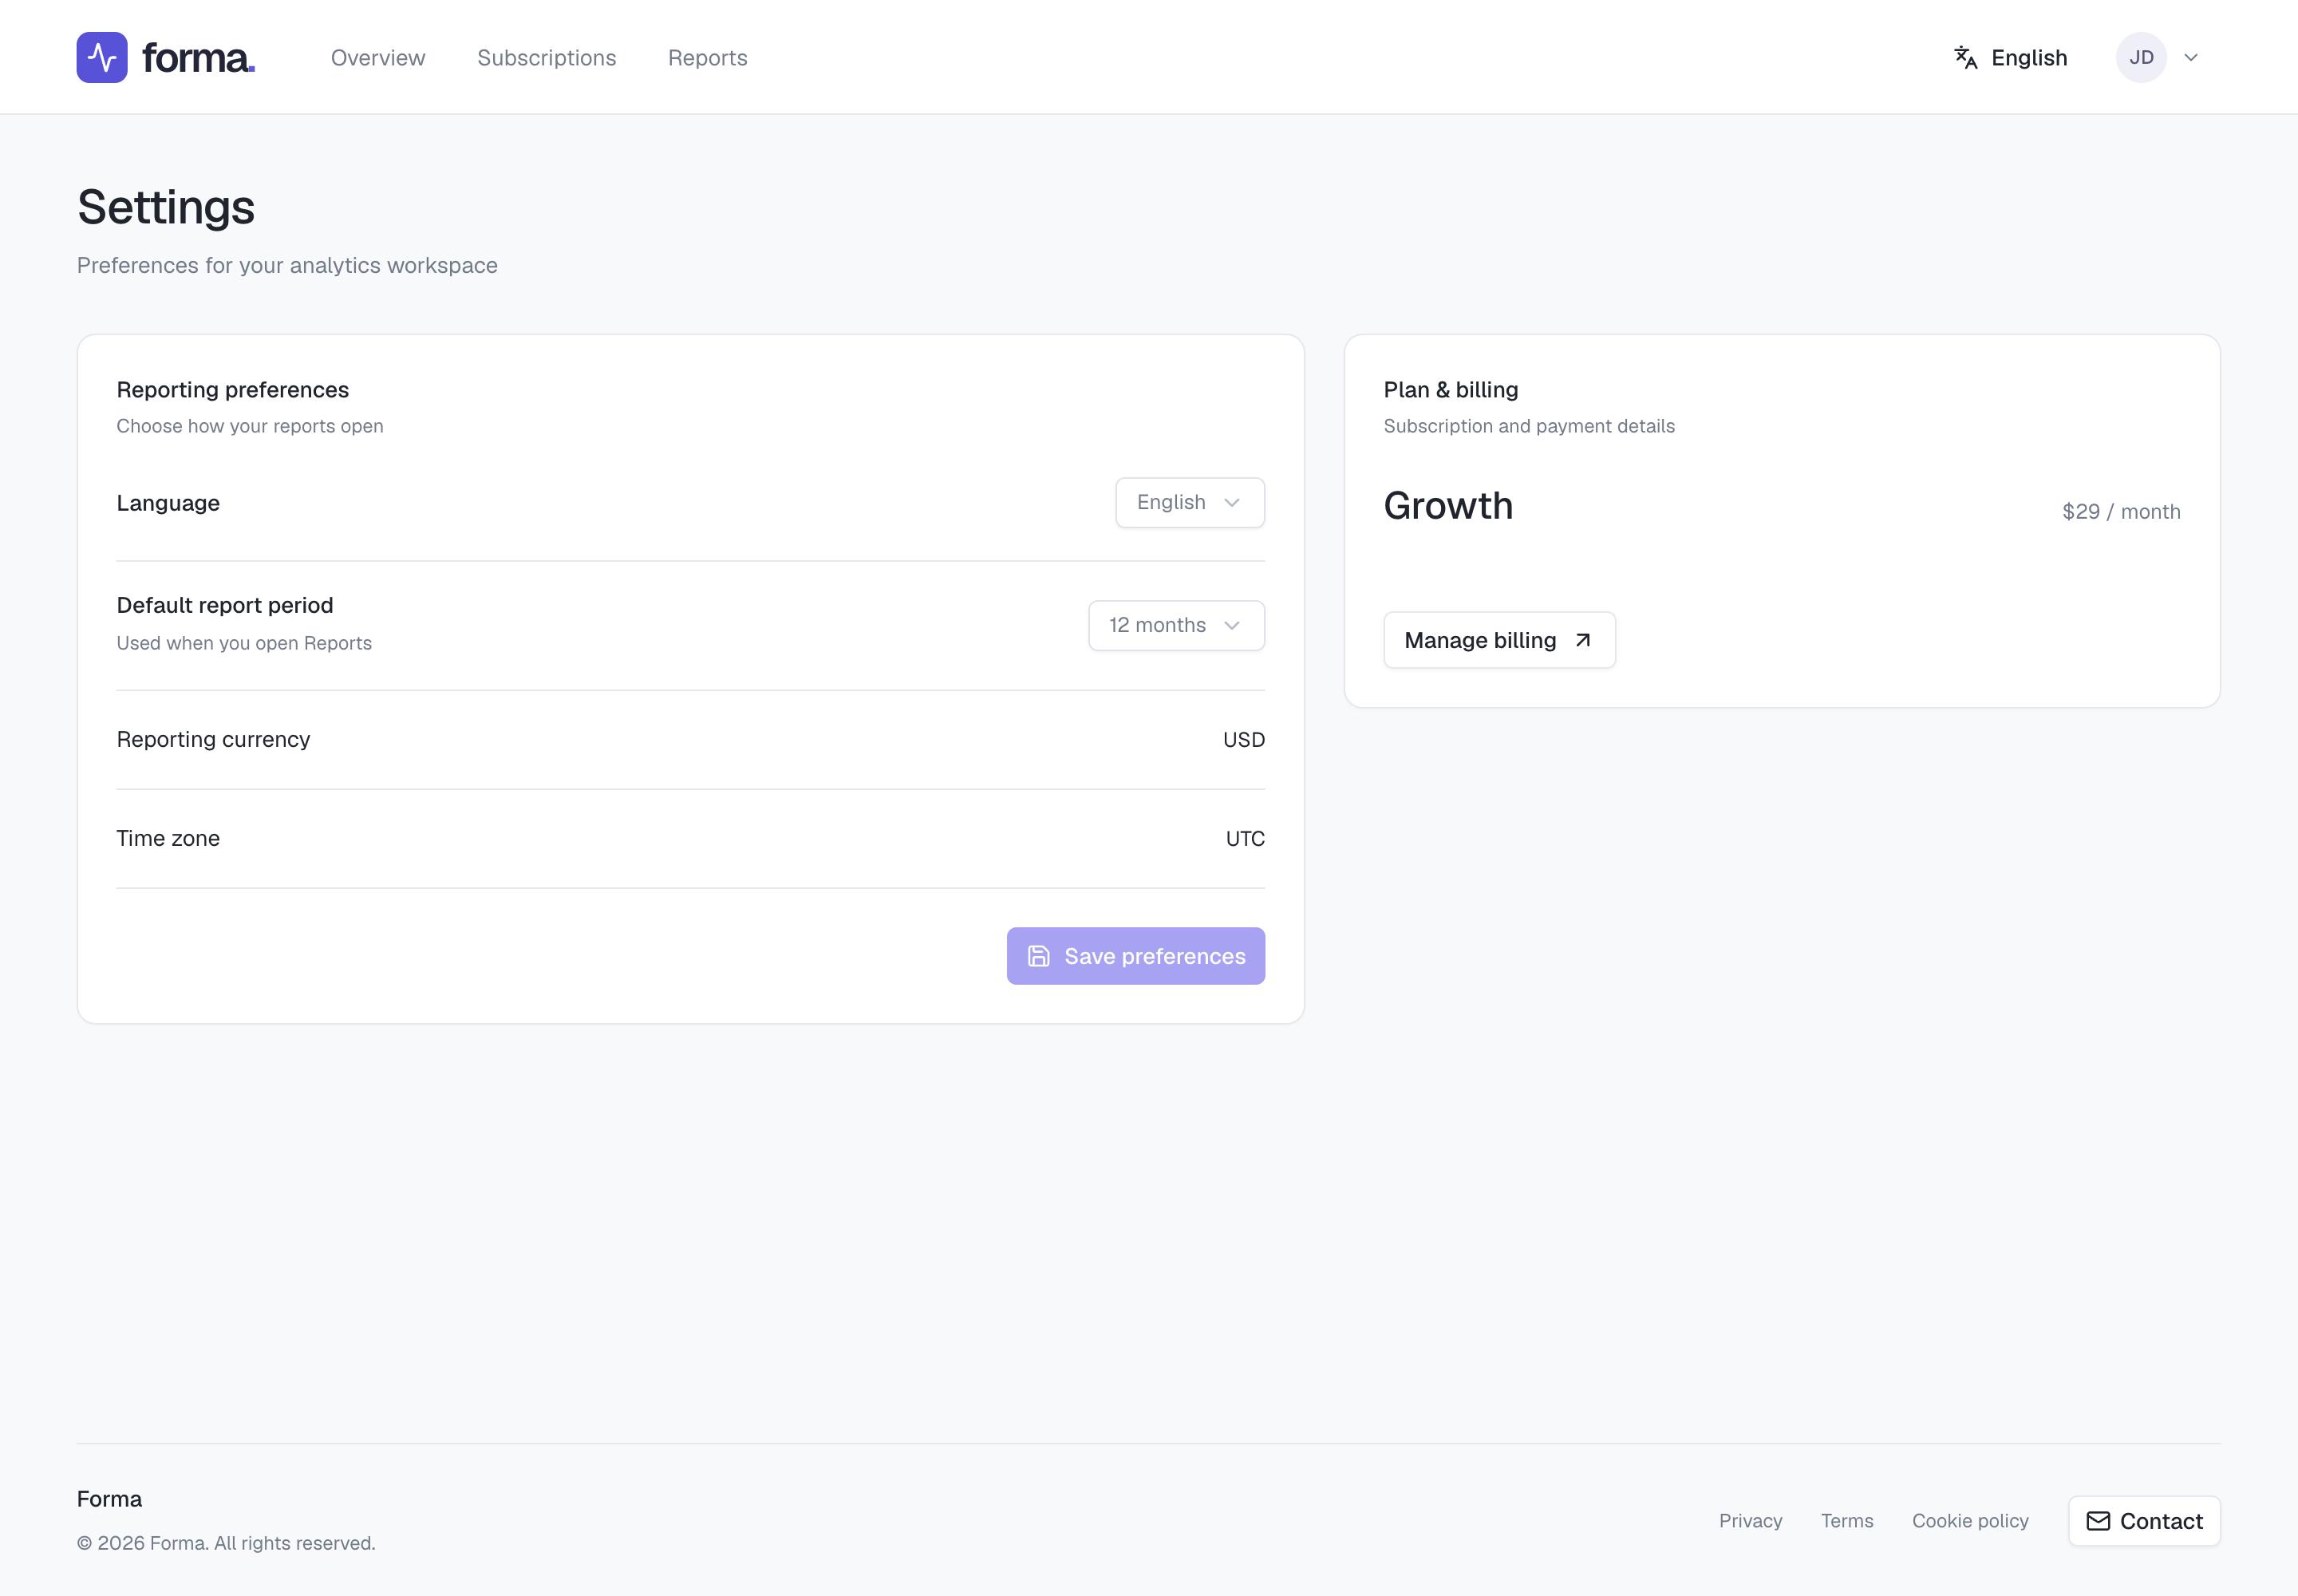 forma.
Overview
Subscriptions
Reports
English
JD
Settings
Preferences for your analytics workspace
Reporting preferences
Choose how your reports open
Language
English
Default report period
Used when you open Reports
12 months
Reporting currency
USD
Time zone
UTC
Save preferences
Plan & billing
Subscription and payment details
Growth
$29 / month
Manage billing
Forma
© 2026 Forma. All rights reserved.
Privacy
Terms
Cookie policy
Contact